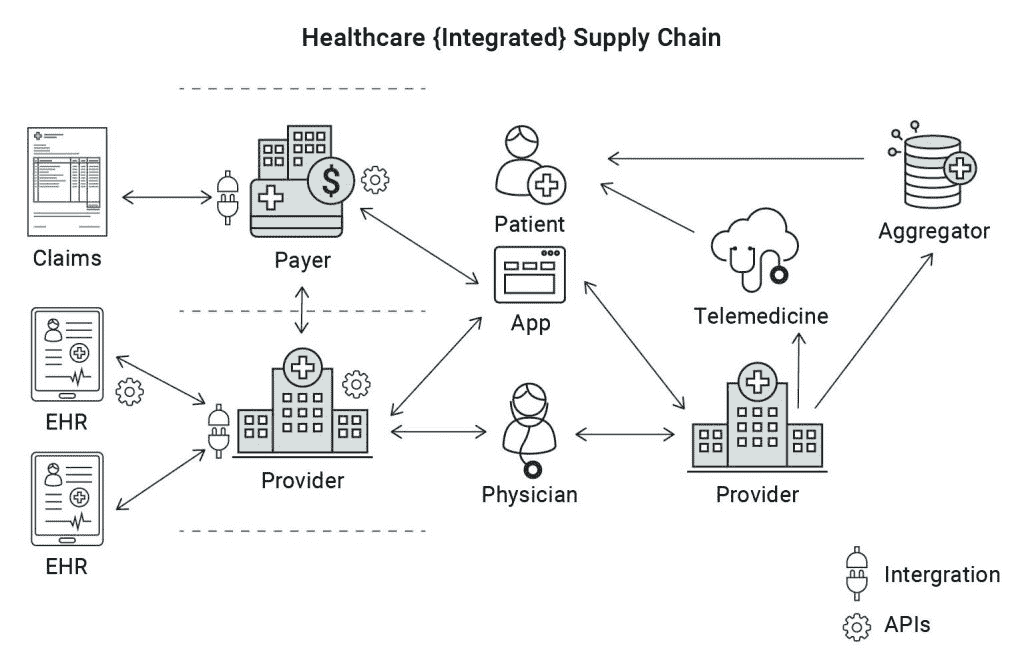 Healthcare {Integrated} Supply Chain
Claims
Payer
$
Patient
Aggregator
App
Telemedicine
EHR
EHR
Provider
Physician
Provider
Intergration
APIs